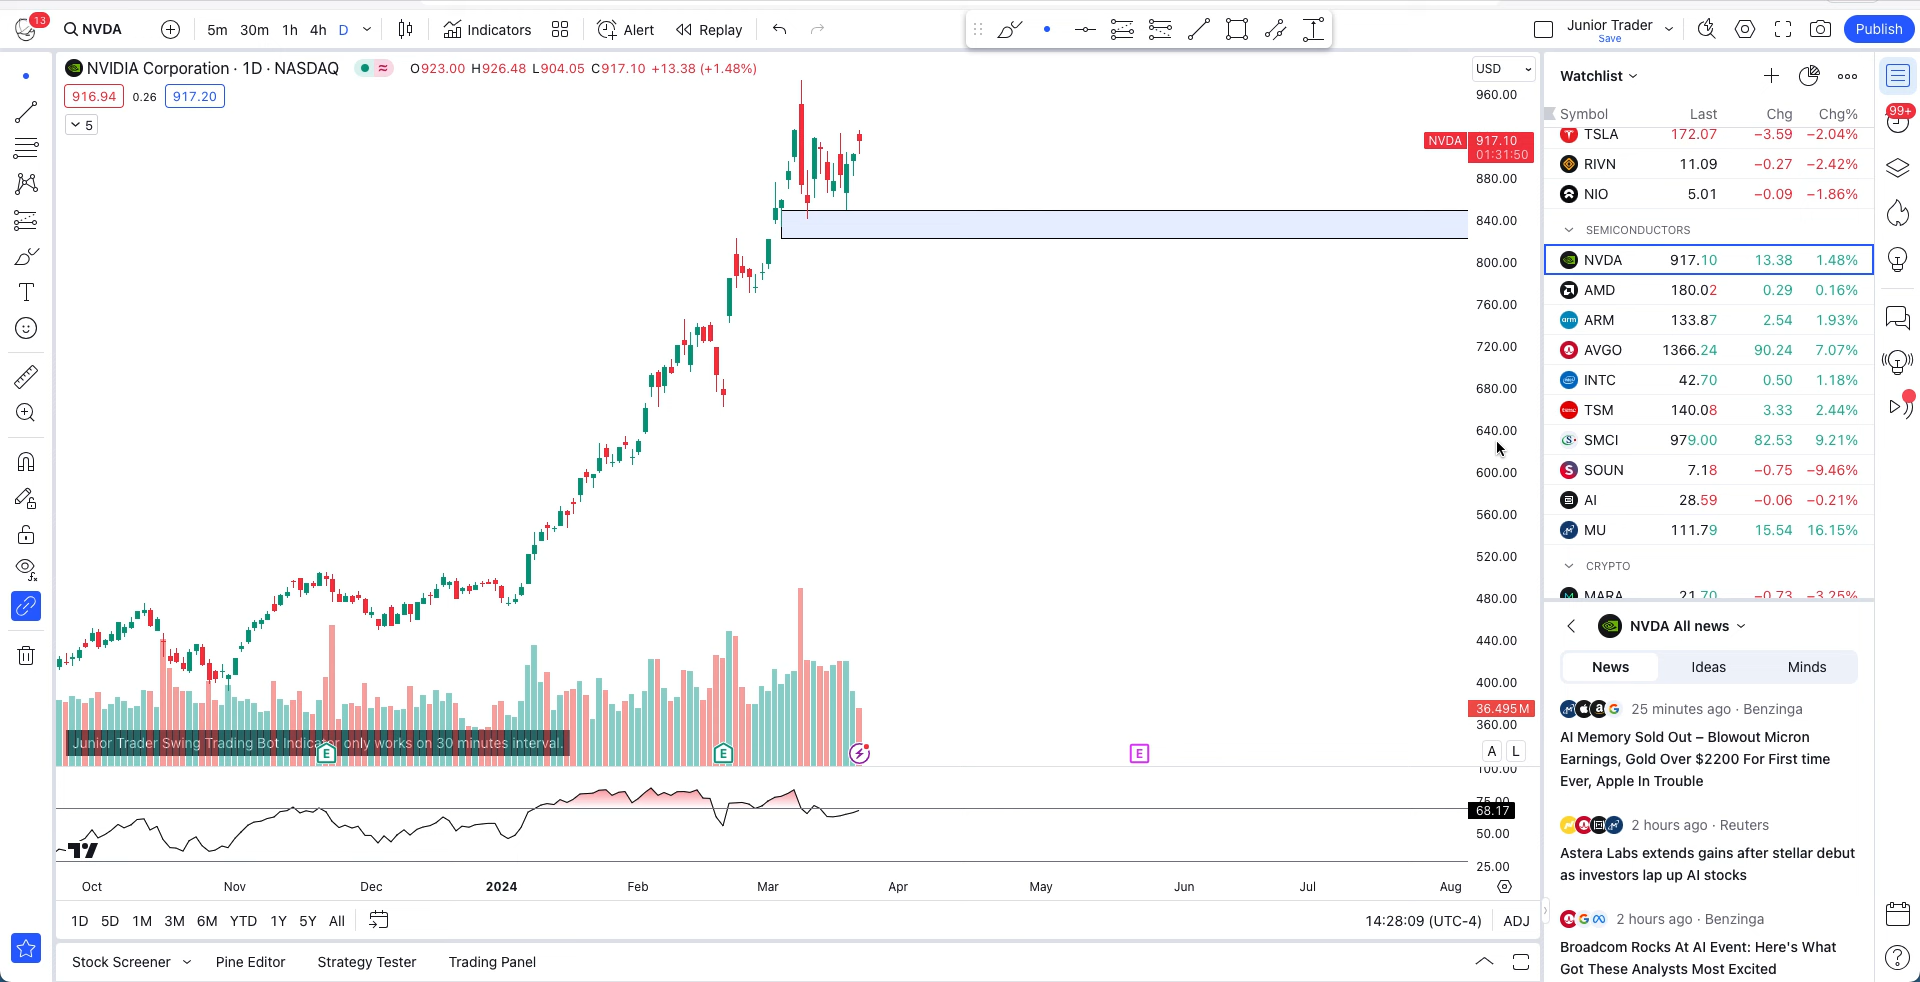 13
NVDA
5m 30m 1h 4h D
Indicators
Alert
Replay
Junior Trader
Save
Publish
NVIDIA Corporation · 1D · NASDAQ
O923.00 H926.48 L904.05 C917.10 +13.38 (+1.48%)
916.94 0.26 917.20
5
USD
960.00
NVDA 917.10
01:31:50
880.00
840.00
800.00
760.00
720.00
680.00
640.00
600.00
560.00
520.00
480.00
440.00
400.00
36.495M
360.00
Junior Trader Swing Trading Bot Indicator only works on 30 minutes interval.
E
E
E
A L
100.00
75.00
68.17
50.00
25.00
Oct Nov Dec 2024 Feb Mar Apr May Jun Jul Aug
1D 5D 1M 3M 6M YTD 1Y 5Y All
14:28:09 (UTC-4) ADJ
Stock Screener Pine Editor Strategy Tester Trading Panel
Watchlist
Symbol Last Chg Chg%
TSLA 172.07 −3.59 −2.04%
RIVN 11.09 −0.27 −2.42%
NIO 5.01 −0.09 −1.86%
SEMICONDUCTORS
NVDA 917.10 13.38 1.48%
AMD 180.02 0.29 0.16%
ARM 133.87 2.54 1.93%
AVGO 1366.24 90.24 7.07%
INTC 42.70 0.50 1.18%
TSM 140.08 3.33 2.44%
SMCI 979.00 82.53 9.21%
SOUN 7.18 −0.75 −9.46%
AI 28.59 −0.06 −0.21%
MU 111.79 15.54 16.15%
CRYPTO
MARA 21.70 −0.73 −3.25%
NVDA All news
News Ideas Minds
25 minutes ago · Benzinga
AI Memory Sold Out – Blowout Micron
Earnings, Gold Over $2200 For First time
Ever, Apple In Trouble
2 hours ago · Reuters
Astera Labs extends gains after stellar debut
as investors lap up AI stocks
2 hours ago · Benzinga
Broadcom Rocks At AI Event: Here's What
Got These Analysts Most Excited
99+